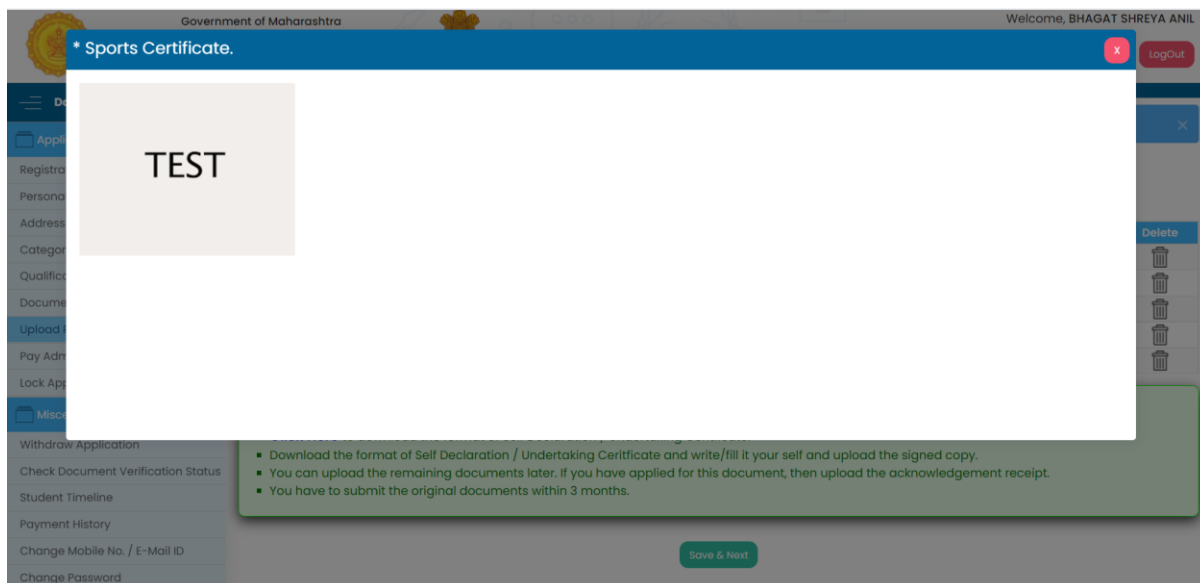 Government of Maharashtra
Welcome, BHAGAT SHREYA ANIL
* Sports Certificate.
X
LogOut
TEST
Delete
Withdraw Application
▪ Download the format of Self Declaration / Undertaking Ceritficate and write/fill it your self and upload the signed copy.
Check Document Verification Status
▪ You can upload the remaining documents later. If you have applied for this document, then upload the acknowledgement receipt.
Student Timeline
▪ You have to submit the original documents within 3 months.
Payment History
Change Mobile No. / E-Mail ID
Save & Next
Change Password